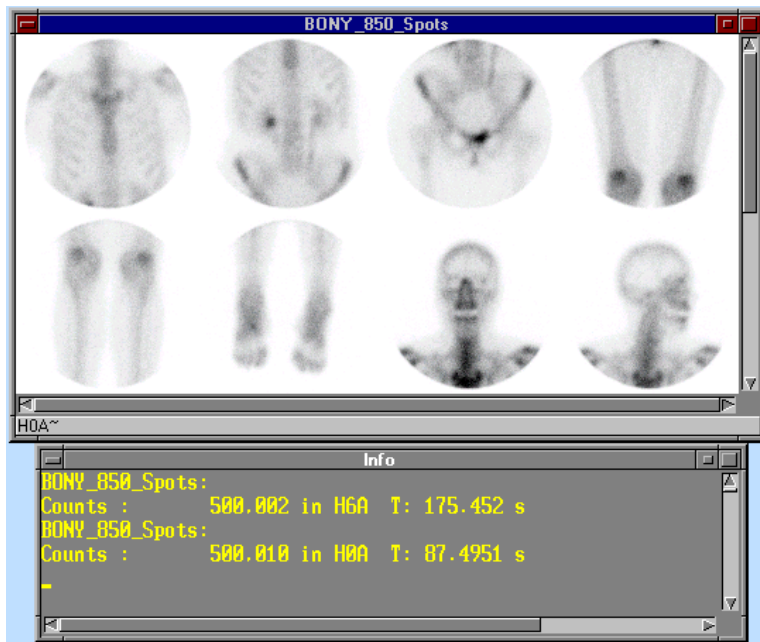 BONY_850_Spots
H0A~
Info
BONY_850_Spots:
Counts : 500.002 in H6A T: 175.452 s
BONY_850_Spots:
Counts : 500.010 in H0A T: 87.4951 s